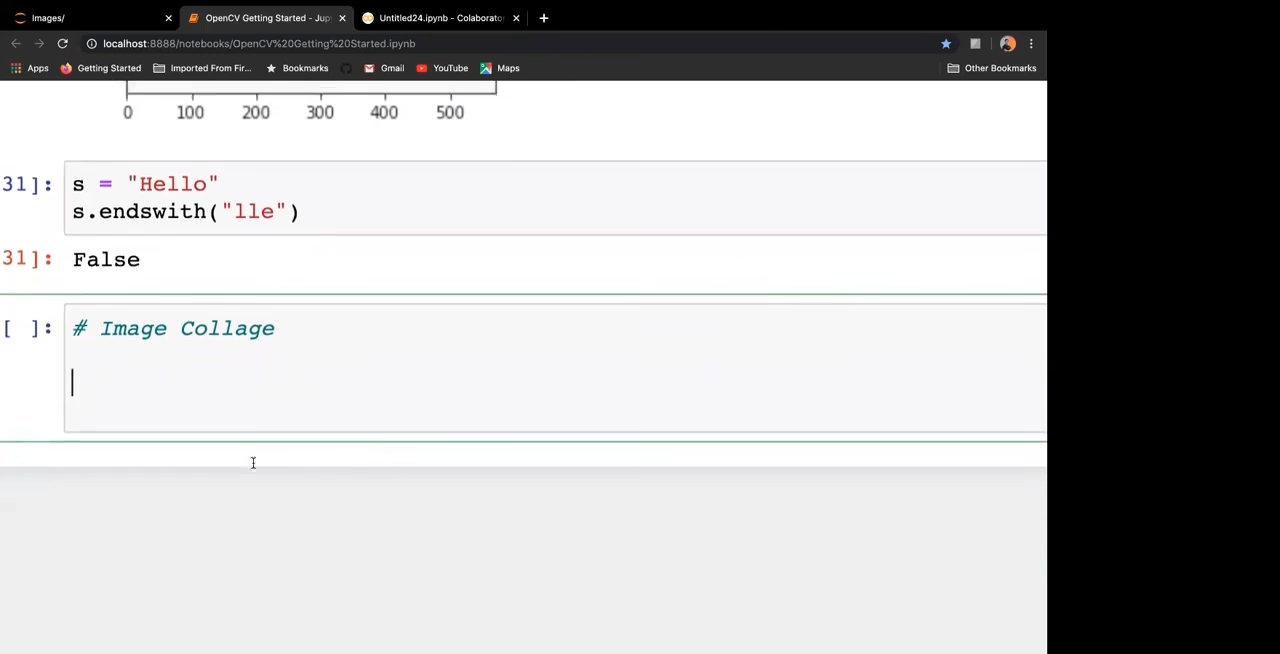 Images/
OpenCV Getting Started - Jup
Untitled24.ipynb - Colaborato
localhost:8888/notebooks/OpenCV%20Getting%20Started.ipynb
Apps
Getting Started
Imported From Fir...
Bookmarks
Gmail
YouTube
Maps
Other Bookmarks
0 100 200 300 400 500
31]: s = "Hello"
s.endswith("lle")
31]: False
[ ]: # Image Collage